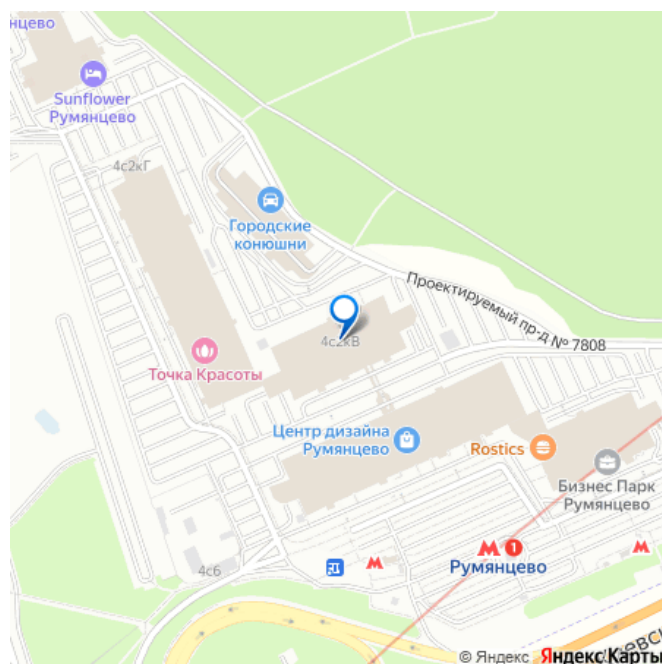 нцево
Sunflower
Румянцево
4с2кГ
Городские
конюшни
Проектируемый пр-д № 7808
4с2кВ
Точка Красоты
Центр дизайна
Румянцево
Rostics
Бизнес Парк
Румянцево
1
Румянцево
4с6
© Яндекс Яндекс Карты